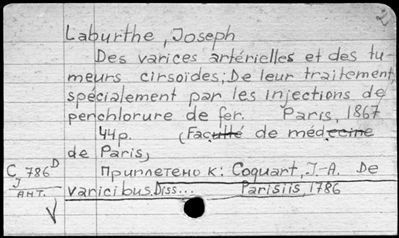 Laburthe, Joseph
Des varices artérielles et des tu-
meurs cirsoïdes; De leur traitement,
spécialement par les injections de
perchlorure de fer. Paris, 1867
44p. (Faculté de médecine
de Paris)
C 786 D Приплетено к: Coquart, J.-A. De
I
АНТ. varicibus. Diss... Parisiis, 1786